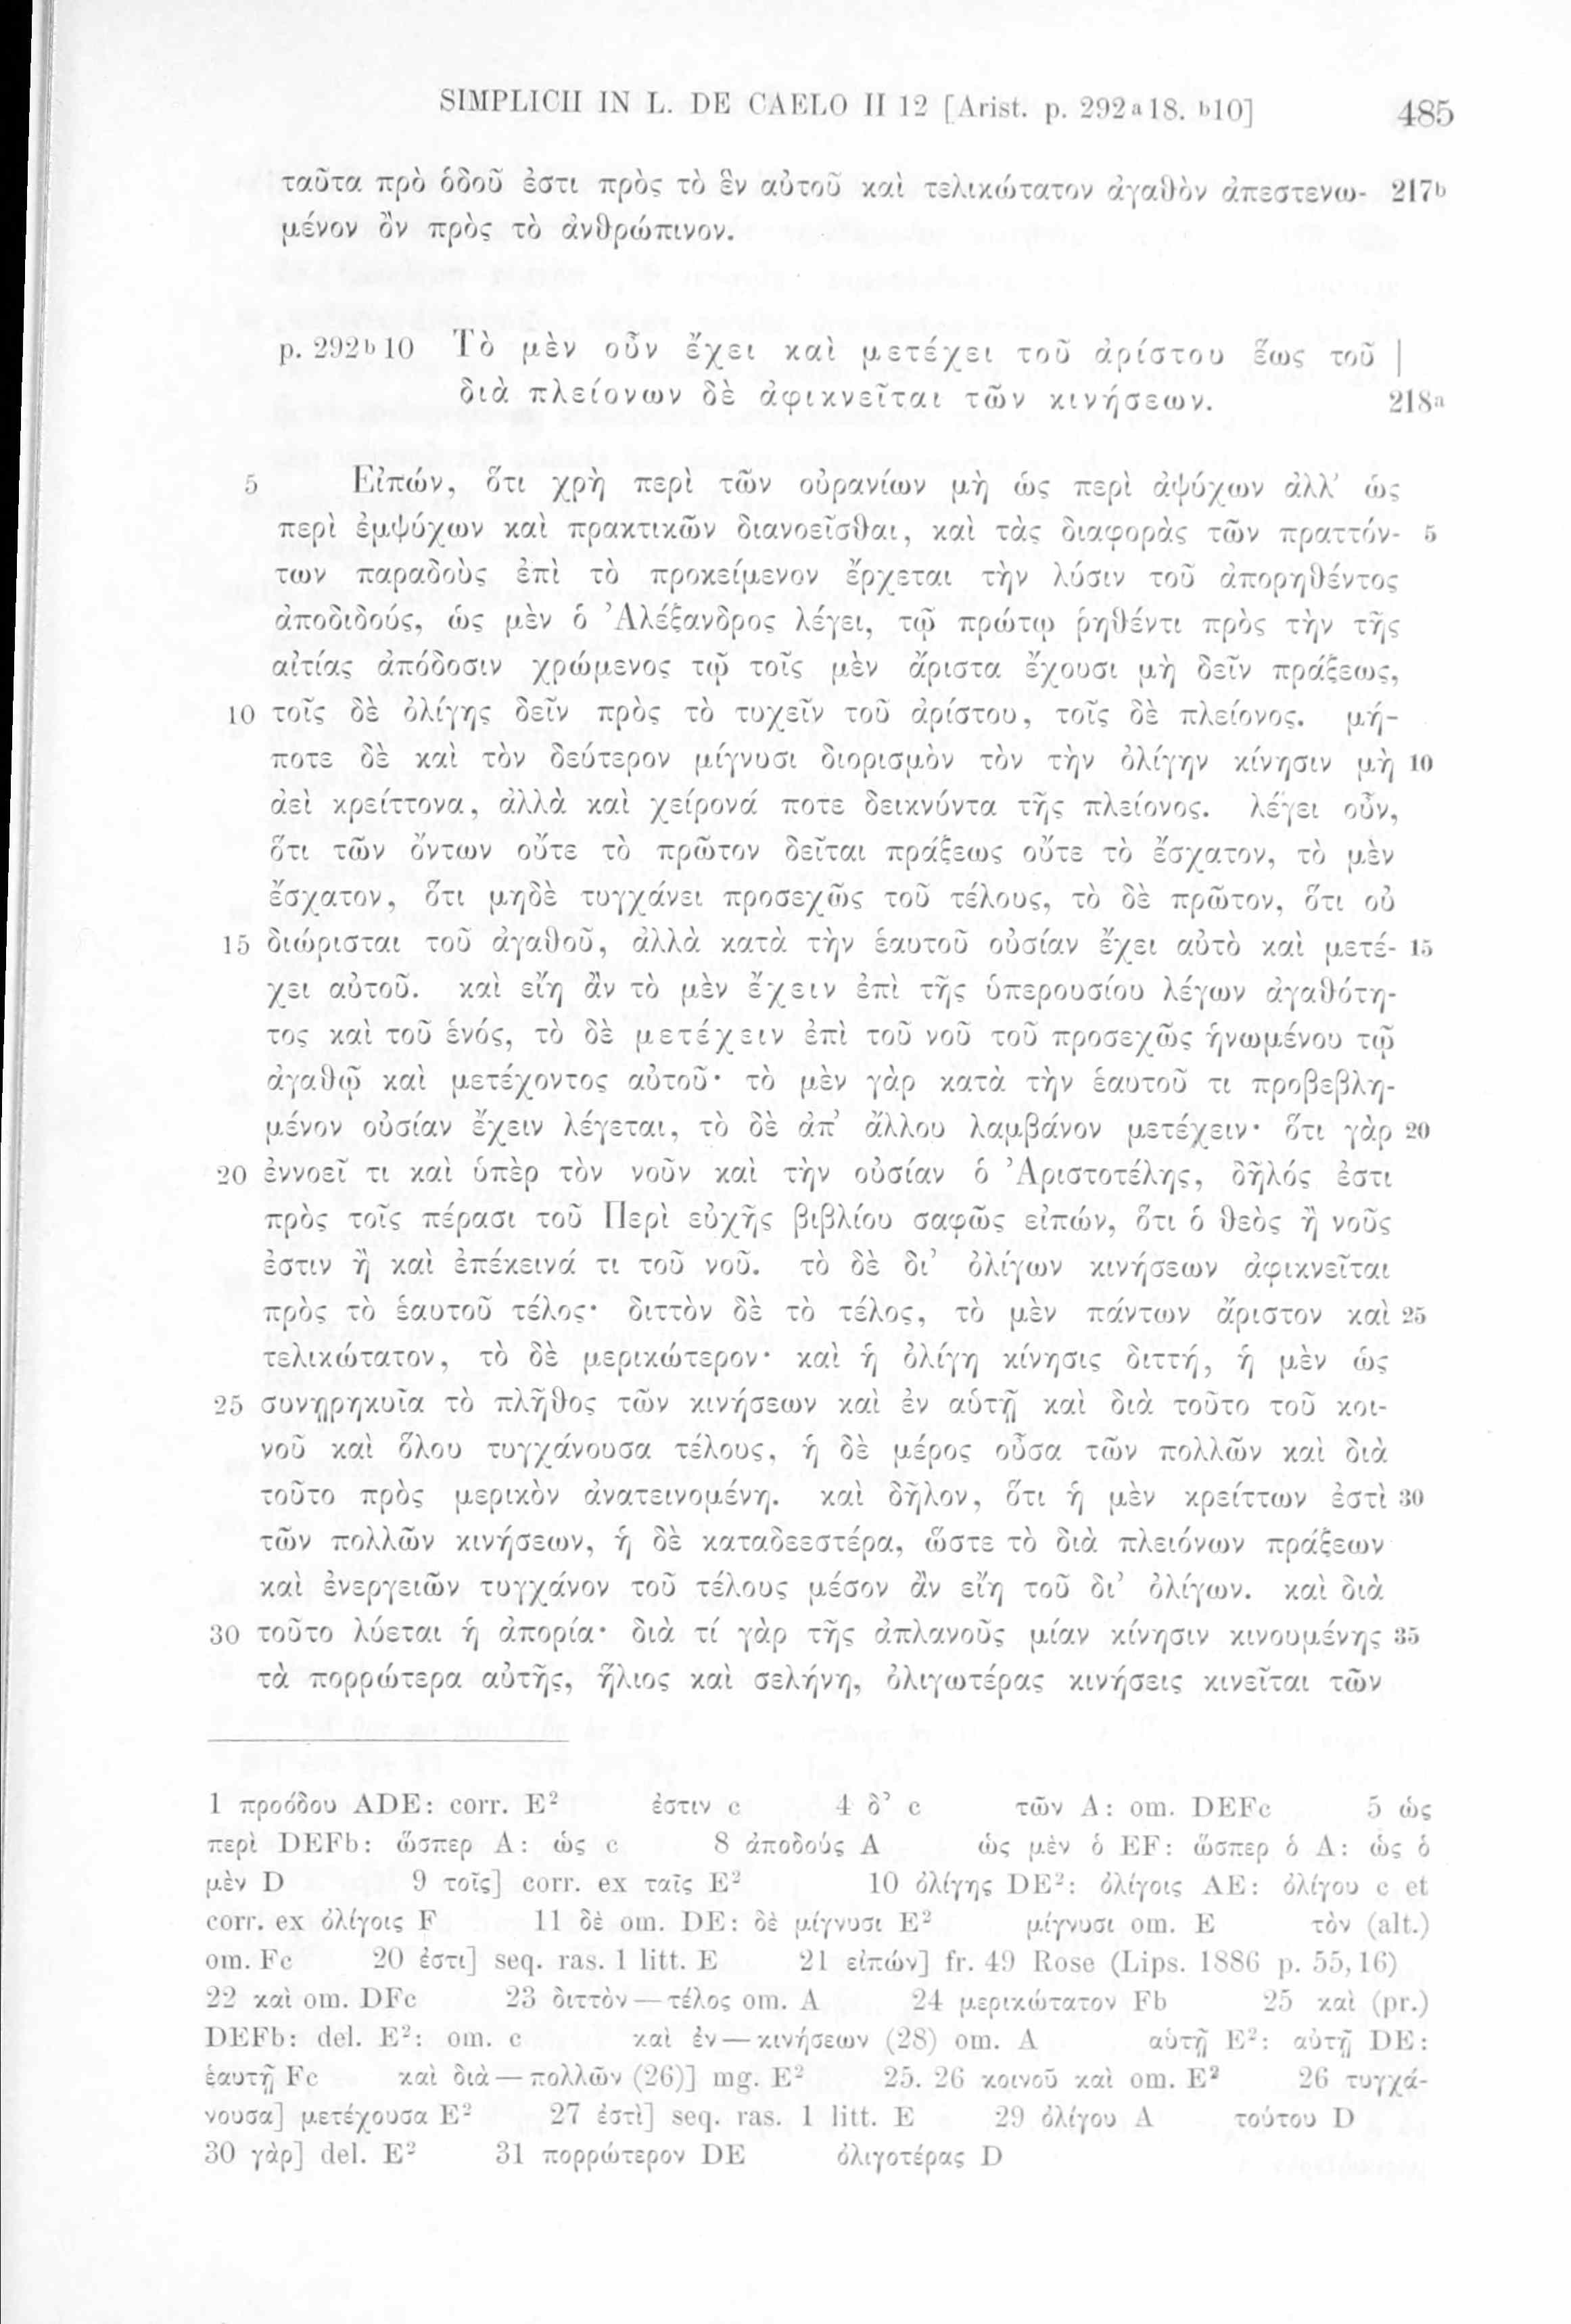 SIMPLICII IN L. DE CAELO II 12 [Arist. p. 292ᵃ18. ᵇ10] 485
ταῦτα πρὸ ὁδοῦ ἐστι πρὸς τὸ ἓν αὐτοῦ καὶ τελικώτατον ἀγαθὸν ἀπεστενω- 217ᵇ
μένον ὂν πρὸς τὸ ἀνθρώπινον.
p. 292ᵇ10 Τὸ μὲν οὖν ἔχει καὶ μετέχει τοῦ ἀρίστου ἕως τοῦ |
διὰ πλείονων δὲ ἀφικνεῖται τῶν κινήσεων. 218ᵃ
5 Εἰπών, ὅτι χρὴ περὶ τῶν οὐρανίων μὴ ὡς περὶ ἀψύχων ἀλλ' ὡς
περὶ ἐμψύχων καὶ πρακτικῶν διανοεῖσθαι, καὶ τὰς διαφορὰς τῶν πραττόν- 5
των παραδοὺς ἐπὶ τὸ προκείμενον ἔρχεται τὴν λύσιν τοῦ ἀπορηθέντος
ἀποδιδούς, ὡς μὲν ὁ Ἀλέξανδρος λέγει, τῷ πρώτῳ ῥηθέντι πρὸς τὴν τῆς
αἰτίας ἀπόδοσιν χρώμενος τῷ τοῖς μὲν ἄριστα ἔχουσι μὴ δεῖν πράξεως,
10 τοῖς δὲ ὀλίγης δεῖν πρὸς τὸ τυχεῖν τοῦ ἀρίστου, τοῖς δὲ πλείονος. μή-
ποτε δὲ καὶ τὸν δεύτερον μίγνυσι διορισμὸν τὸν τὴν ὀλίγην κίνησιν μὴ 10
ἀεὶ κρείττονα, ἀλλὰ καὶ χείρονά ποτε δεικνύντα τῆς πλείονος. λέγει οὖν,
ὅτι τῶν ὄντων οὔτε τὸ πρῶτον δεῖται πράξεως οὔτε τὸ ἔσχατον, τὸ μὲν
ἔσχατον, ὅτι μηδὲ τυγχάνει προσεχῶς τοῦ τέλους, τὸ δὲ πρῶτον, ὅτι οὐ
15 διώρισται τοῦ ἀγαθοῦ, ἀλλὰ κατὰ τὴν ἑαυτοῦ οὐσίαν ἔχει αὐτὸ καὶ μετέ- 15
χει αὐτοῦ. καὶ εἴη ἂν τὸ μὲν ἔχειν ἐπὶ τῆς ὑπερουσίου λέγων ἀγαθότη-
τος καὶ τοῦ ἑνός, τὸ δὲ μετέχειν ἐπὶ τοῦ νοῦ τοῦ προσεχῶς ἡνωμένου τῷ
ἀγαθῷ καὶ μετέχοντος αὐτοῦ· τὸ μὲν γὰρ κατὰ τὴν ἑαυτοῦ τι προβεβλη-
μένον οὐσίαν ἔχειν λέγεται, τὸ δὲ ἀπ' ἄλλου λαμβάνον μετέχειν· ὅτι γὰρ 20
20 ἐννοεῖ τι καὶ ὑπὲρ τὸν νοῦν καὶ τὴν οὐσίαν ὁ Ἀριστοτέλης, δῆλός ἐστι
πρὸς τοῖς πέρασι τοῦ Περὶ εὐχῆς βιβλίου σαφῶς εἰπών, ὅτι ὁ θεὸς ἢ νοῦς
ἐστιν ἢ καὶ ἐπέκεινά τι τοῦ νοῦ. τὸ δὲ δι' ὀλίγων κινήσεων ἀφικνεῖται
πρὸς τὸ ἑαυτοῦ τέλος· διττὸν δὲ τὸ τέλος, τὸ μὲν πάντων ἄριστον καὶ 25
τελικώτατον, τὸ δὲ μερικώτερον· καὶ ἡ ὀλίγη κίνησις διττή, ἡ μὲν ὡς
25 συνῃρηκυῖα τὸ πλῆθος τῶν κινήσεων καὶ ἐν αὑτῇ καὶ διὰ τοῦτο τοῦ κοι-
νοῦ καὶ ὅλου τυγχάνουσα τέλους, ἡ δὲ μέρος οὖσα τῶν πολλῶν καὶ διὰ
τοῦτο πρὸς μερικὸν ἀνατεινομένη. καὶ δῆλον, ὅτι ἡ μὲν κρείττων ἐστὶ 30
τῶν πολλῶν κινήσεων, ἡ δὲ καταδεεστέρα, ὥστε τὸ διὰ πλειόνων πράξεων
καὶ ἐνεργειῶν τυγχάνον τοῦ τέλους μέσον ἂν εἴη τοῦ δι' ὀλίγων. καὶ διὰ
30 τοῦτο λύεται ἡ ἀπορία· διὰ τί γὰρ τῆς ἀπλανοῦς μίαν κίνησιν κινουμένης 35
τὰ πορρώτερα αὐτῆς, ἥλιος καὶ σελήνη, ὀλιγωτέρας κινήσεις κινεῖται τῶν
1 προόδου ADE: corr. E² ἐστιν c 4 δ' c τῶν A: om. DEFc 5 ὡς
περὶ DEFb: ὥσπερ A: ὡς c 8 ἀποδούς A ὡς μὲν ὁ EF: ὥσπερ ὁ A: ὡς ὁ
μὲν D 9 τοῖς] corr. ex ταῖς E² 10 ὀλίγης DE²: ὀλίγοις AE: ὀλίγου c et
corr. ex ὀλίγοις F 11 δὲ om. DE: δὲ μίγνυσι E² μίγνυσι om. E τὸν (alt.)
om. Fc 20 ἐστι] seq. ras. 1 litt. E 21 εἰπών] fr. 49 Rose (Lips. 1886 p. 55,16)
22 καὶ om. DFc 23 διττὸν — τέλος om. A 24 μερικώτατον Fb 25 καὶ (pr.)
DEFb: del. E²: om. c καὶ ἐν — κινήσεων (28) om. A αὑτῇ E²: αὐτῇ DE:
ἑαυτῇ Fc καὶ διὰ — πολλῶν (26)] mg. E² 25. 26 κοινοῦ καὶ om. E² 26 τυγχά-
νουσα] μετέχουσα E² 27 ἐστὶ] seq. ras. 1 litt. E 29 ὀλίγου A τούτου D
30 γὰρ] del. E² 31 πορρώτερον DE ὀλιγοτέρας D